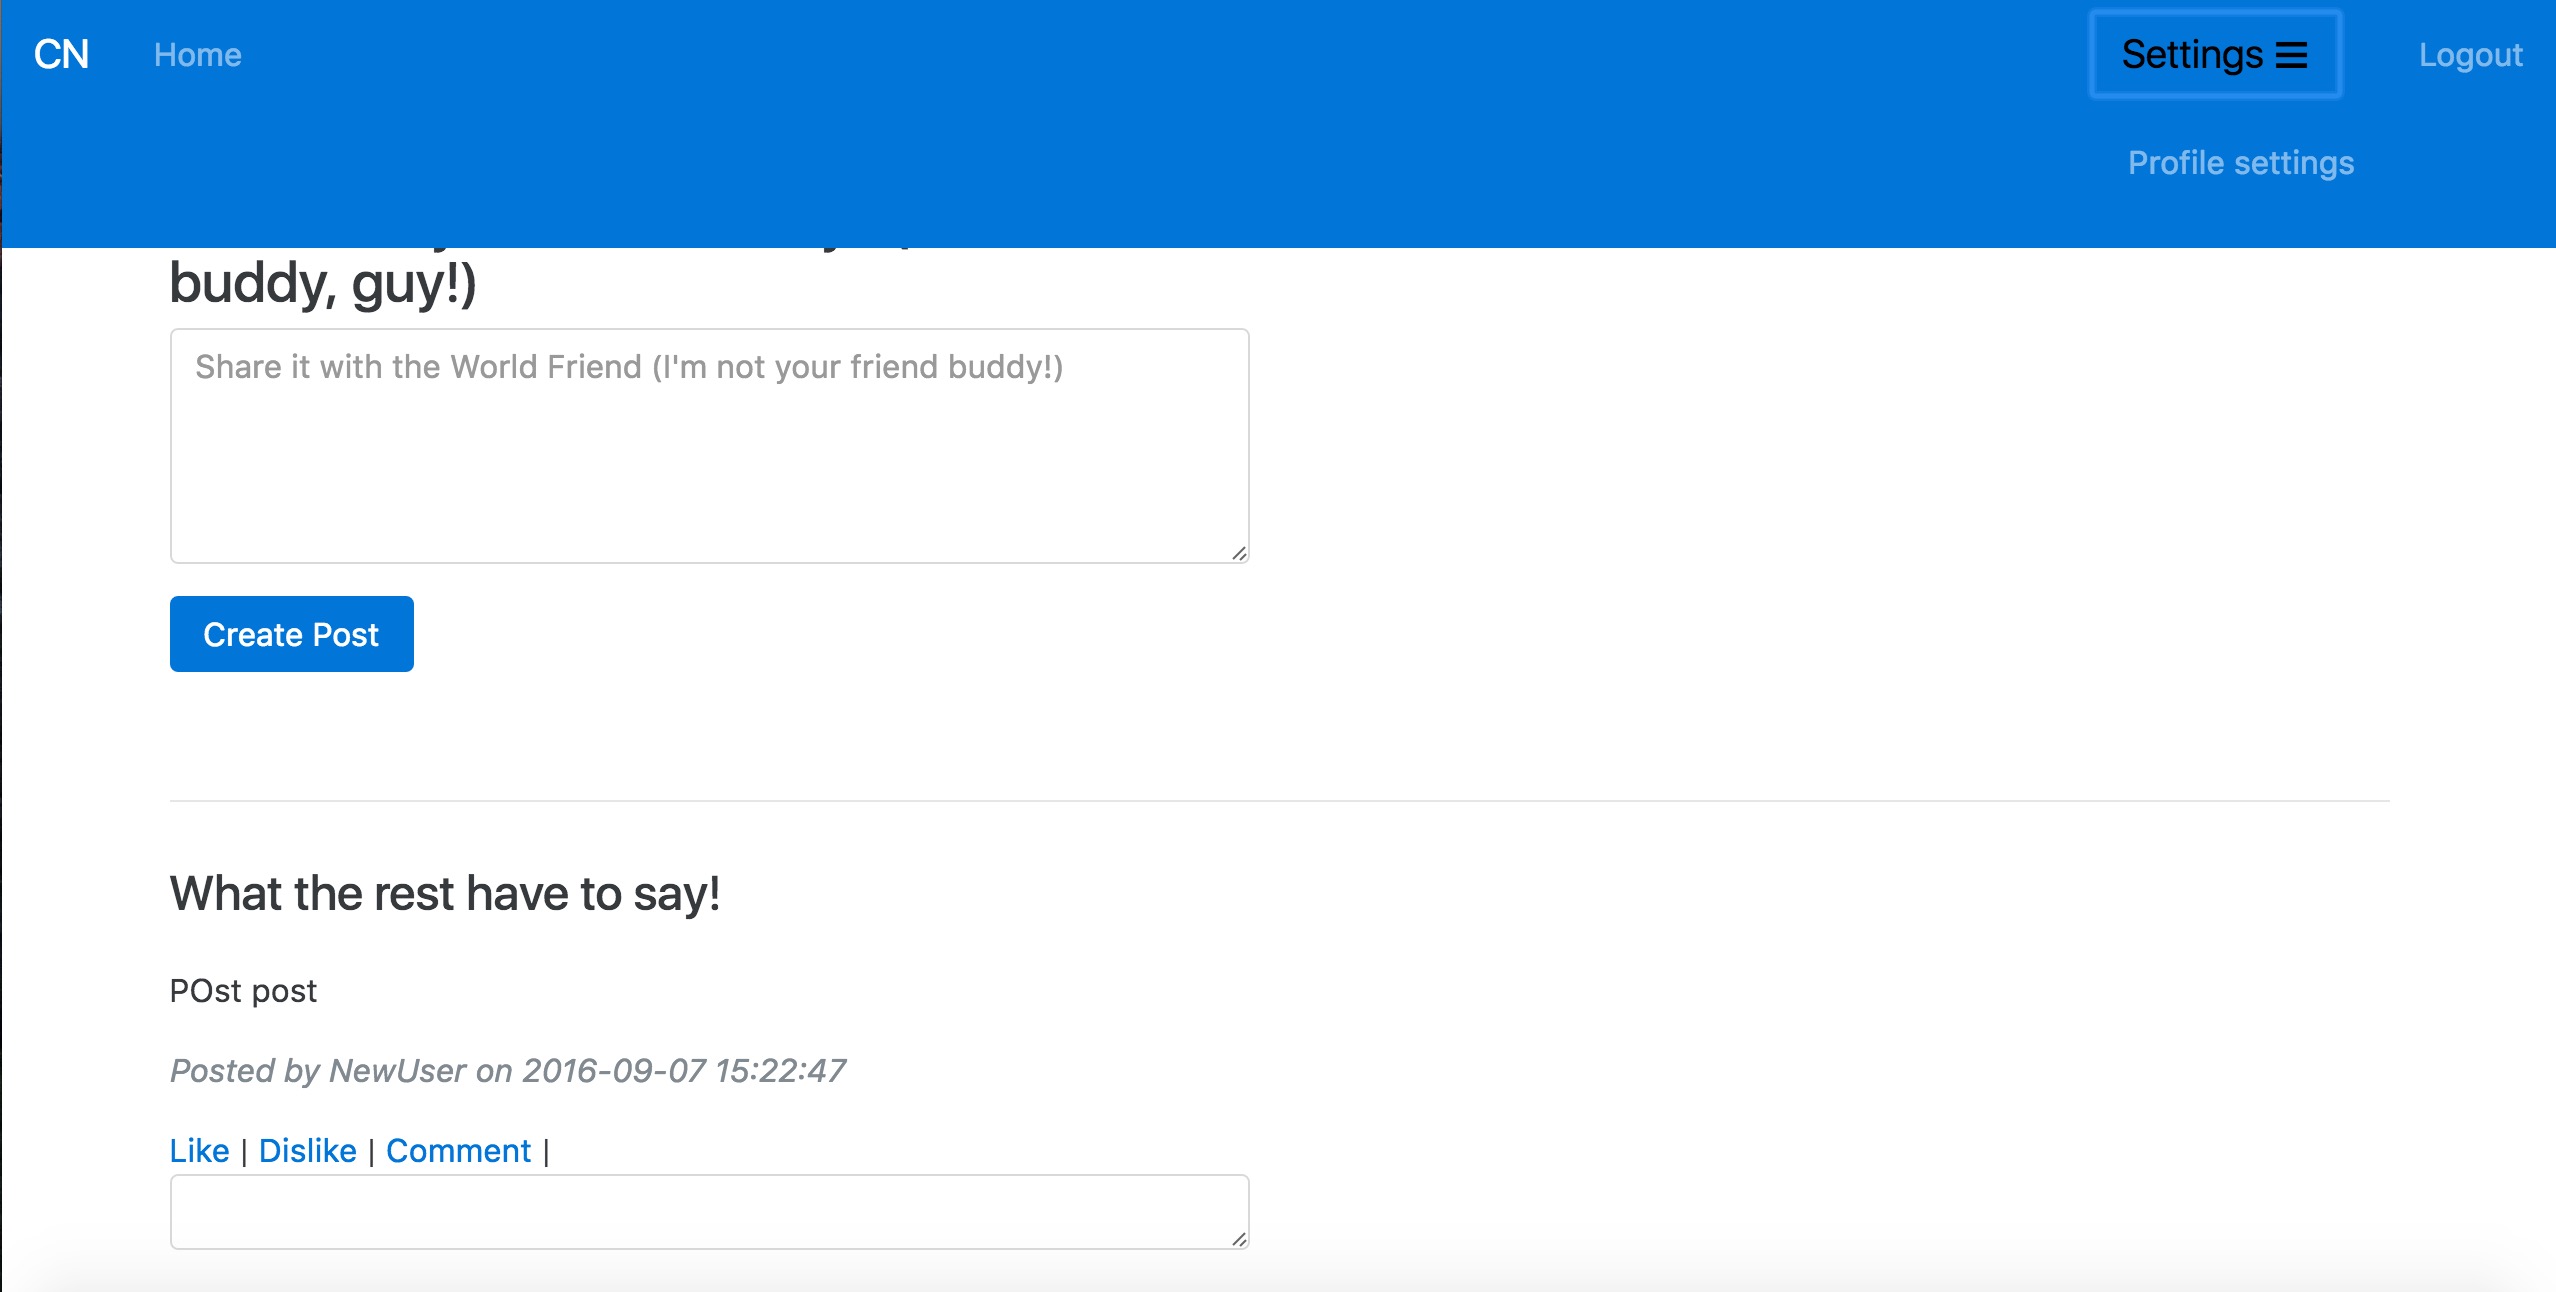 CN Home Settings Logout
Profile settings
buddy, guy!)
Share it with the World Friend (I'm not your friend buddy!)
Create Post
What the rest have to say!
POst post
Posted by NewUser on 2016-09-07 15:22:47
Like | Dislike | Comment |